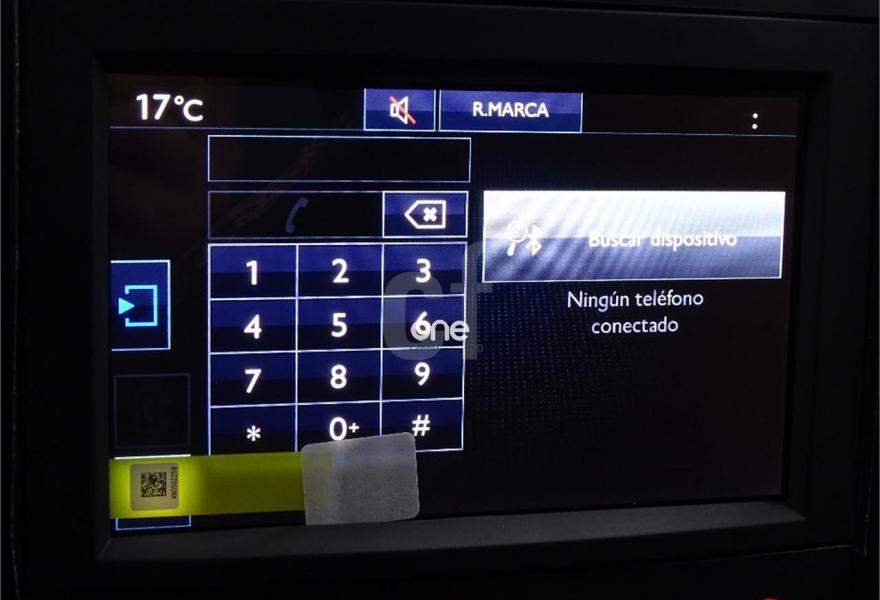 17°C
R.MARCA
Buscar dispositivo
Ningún teléfono
conectado
1 2 3
4 5 6
7 8 9
* 0+ #
one